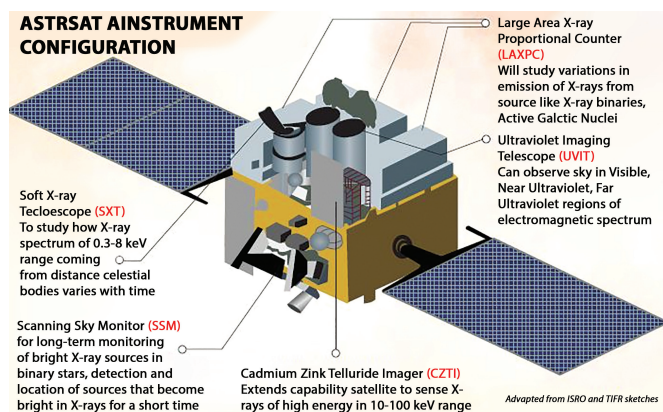 ASTRSAT AINSTRUMENT
CONFIGURATION
Large Area X-ray
Proportional Counter
(LAXPC)
Will study variations in
emission of X-rays from
source like X-ray binaries,
Active Galctic Nuclei
Ultraviolet Imaging
Telescope (UVIT)
Can observe sky in Visible,
Near Ultraviolet, Far
Ultraviolet regions of
electromagnetic spectrum
Soft X-ray
Tecloescope (SXT)
To study how X-ray
spectrum of 0.3-8 keV
range coming
from distance celestial
bodies varies with time
Scanning Sky Monitor (SSM)
for long-term monitoring
of bright X-ray sources in
binary stars, detection and
location of sources that become
bright in X-rays for a short time
Cadmium Zink Telluride Imager (CZTI)
Extends capability satellite to sense X-
rays of high energy in 10-100 keV range
Advapted from ISRO and TIFR sketches